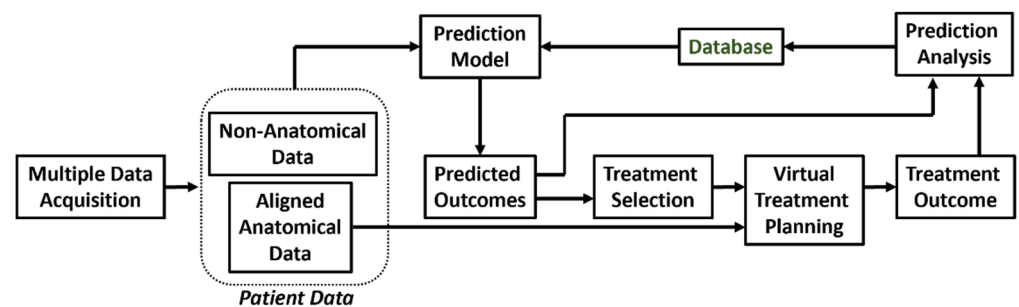 Prediction
Model
Database
Prediction
Analysis
Non-Anatomical
Data
Multiple Data
Acquisition
Aligned
Anatomical
Data
Predicted
Outcomes
Treatment
Selection
Virtual
Treatment
Planning
Treatment
Outcome
Patient Data